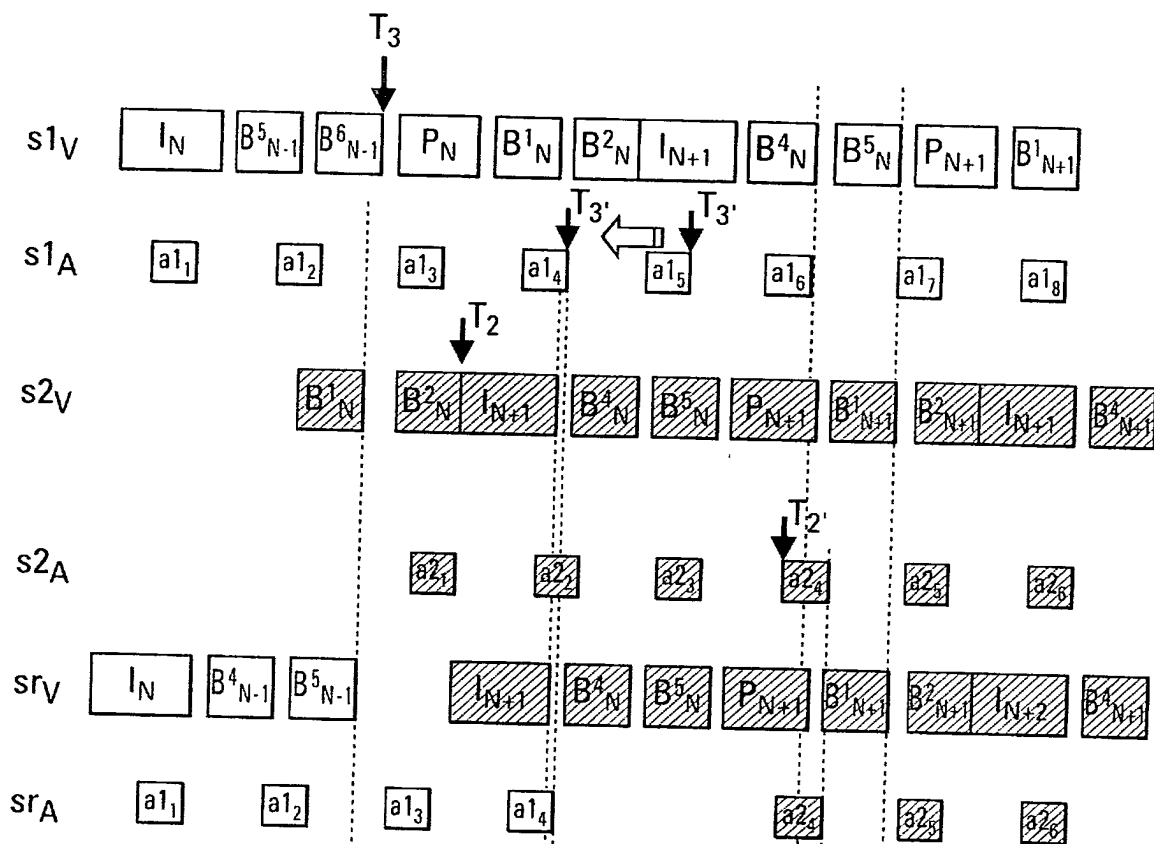 T3
s1V IN B5N-1 B6N-1 PN B1N B2N IN+1 B4N B5N PN+1 B1N+1
T3' T3'
s1A a11 a12 a13 a14 a15 a16 a17 a18
T2
s2V B1N B2N IN+1 B4N B5N PN+1 B1N+1 B2N+1 IN+1 B4N+1
T2'
s2A a21 a22 a23 a24 a25 a26
srV IN B4N-1 B5N-1 IN+1 B4N B5N PN+1 B1N+1 B2N+1 IN+2 B4N+1
srA a11 a12 a13 a14 a24 a25 a26